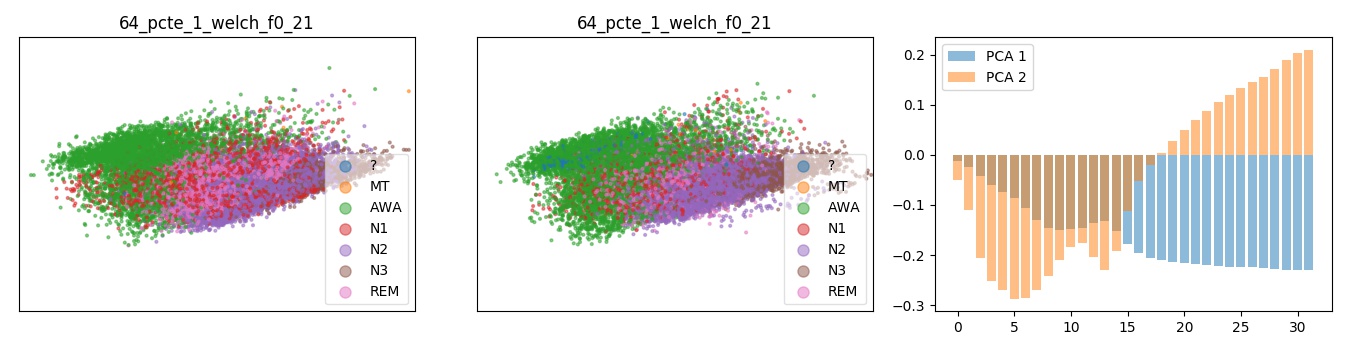 64_pcte_1_welch_f0_21
?
MT
AWA
N1
N2
N3
REM
64_pcte_1_welch_f0_21
?
MT
AWA
N1
N2
N3
REM
PCA 1
PCA 2
0.2
0.1
0.0
−0.1
−0.2
−0.3
0 5 10 15 20 25 30